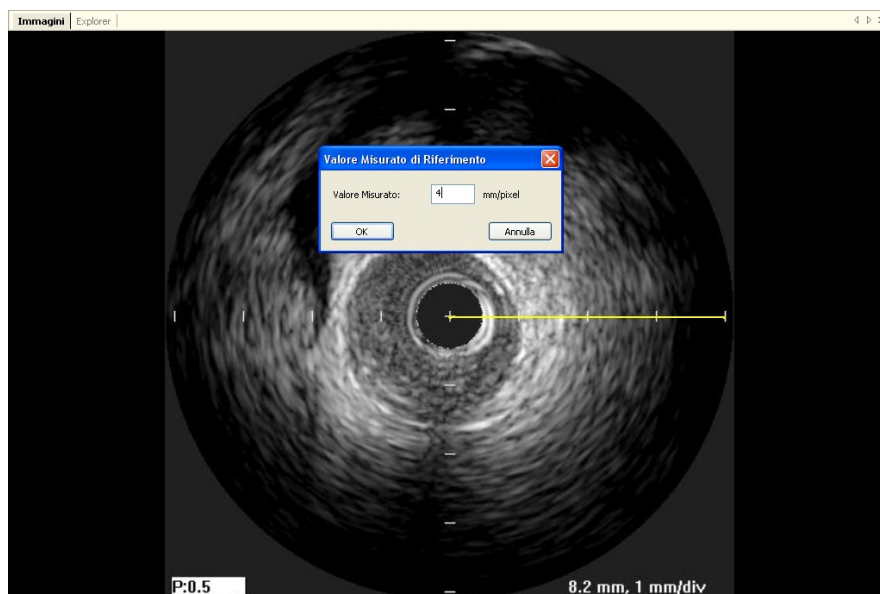 Immagini Explorer
Valore Misurato di Riferimento
Valore Misurato: 4 mm/pixel
OK Annulla
P:0.5 8.2 mm, 1 mm/div